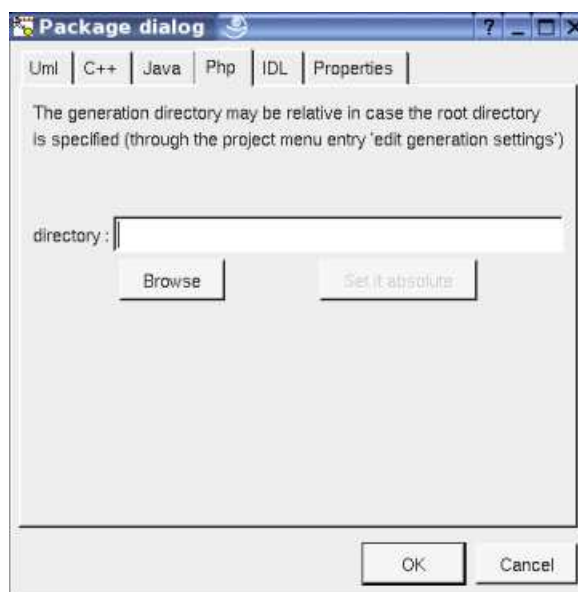 Package dialog
Uml C++ Java Php IDL Properties
The generation directory may be relative in case the root directory
is specified (through the project menu entry 'edit generation settings')
directory :
Browse Set it absolute
OK Cancel